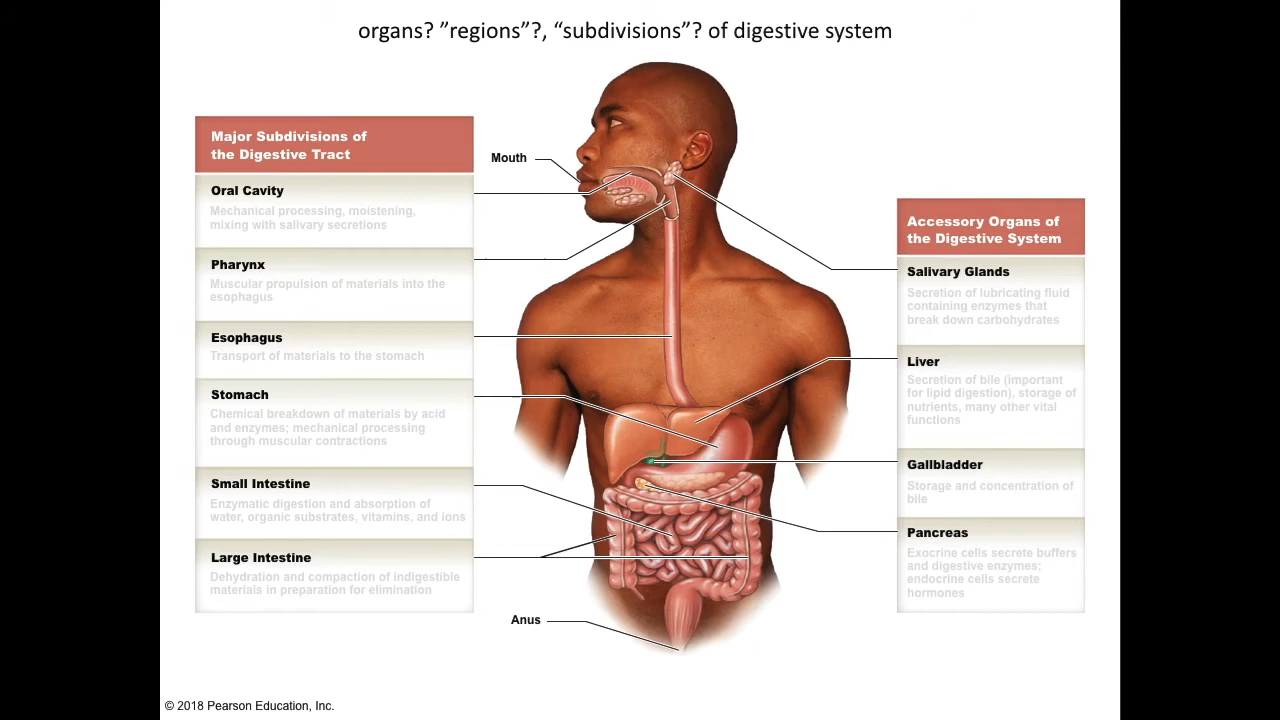 organs? ”regions”?, “subdivisions”? of digestive system
Major Subdivisions of
the Digestive Tract
Oral Cavity
Mechanical processing, moistening,
mixing with salivary secretions
Pharynx
Muscular propulsion of materials into the
esophagus
Esophagus
Transport of materials to the stomach
Stomach
Chemical breakdown of materials by acid
and enzymes; mechanical processing
through muscular contractions
Small Intestine
Enzymatic digestion and absorption of
water, organic substrates, vitamins, and ions
Large Intestine
Dehydration and compaction of indigestible
materials in preparation for elimination
Mouth
Anus
Accessory Organs of
the Digestive System
Salivary Glands
Secretion of lubricating fluid
containing enzymes that
break down carbohydrates
Liver
Secretion of bile (important
for lipid digestion), storage of
nutrients, many other vital
functions
Gallbladder
Storage and concentration of
bile
Pancreas
Exocrine cells secrete buffers
and digestive enzymes;
endocrine cells secrete
hormones
© 2018 Pearson Education, Inc.